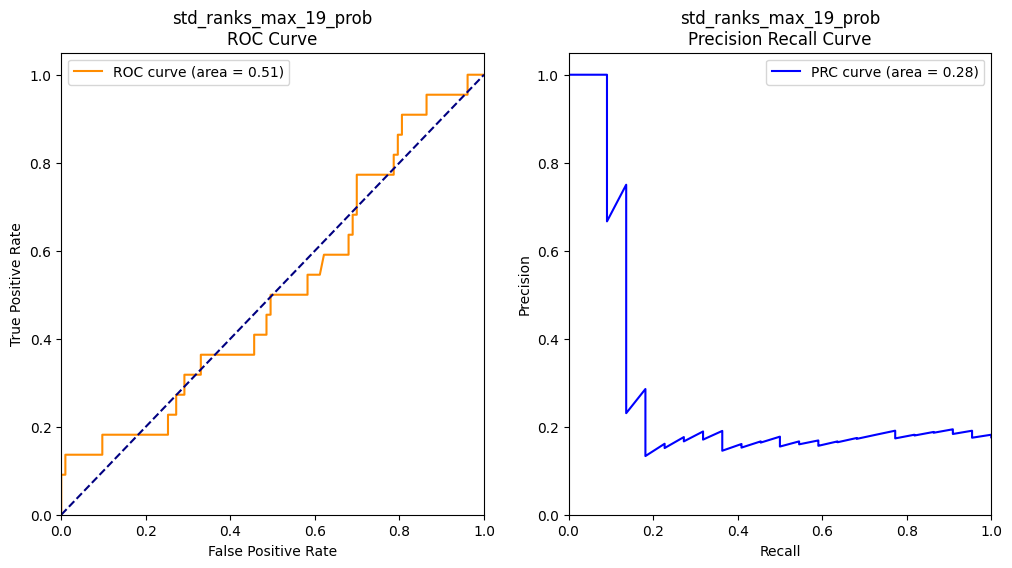 std_ranks_max_19_prob
ROC Curve
ROC curve (area = 0.51)
1.0
0.8
0.6
0.4
0.2
0.0
True Positive Rate
0.0 0.2 0.4 0.6 0.8 1.0
False Positive Rate
std_ranks_max_19_prob
Precision Recall Curve
PRC curve (area = 0.28)
1.0
0.8
0.6
0.4
0.2
0.0
Precision
0.0 0.2 0.4 0.6 0.8 1.0
Recall